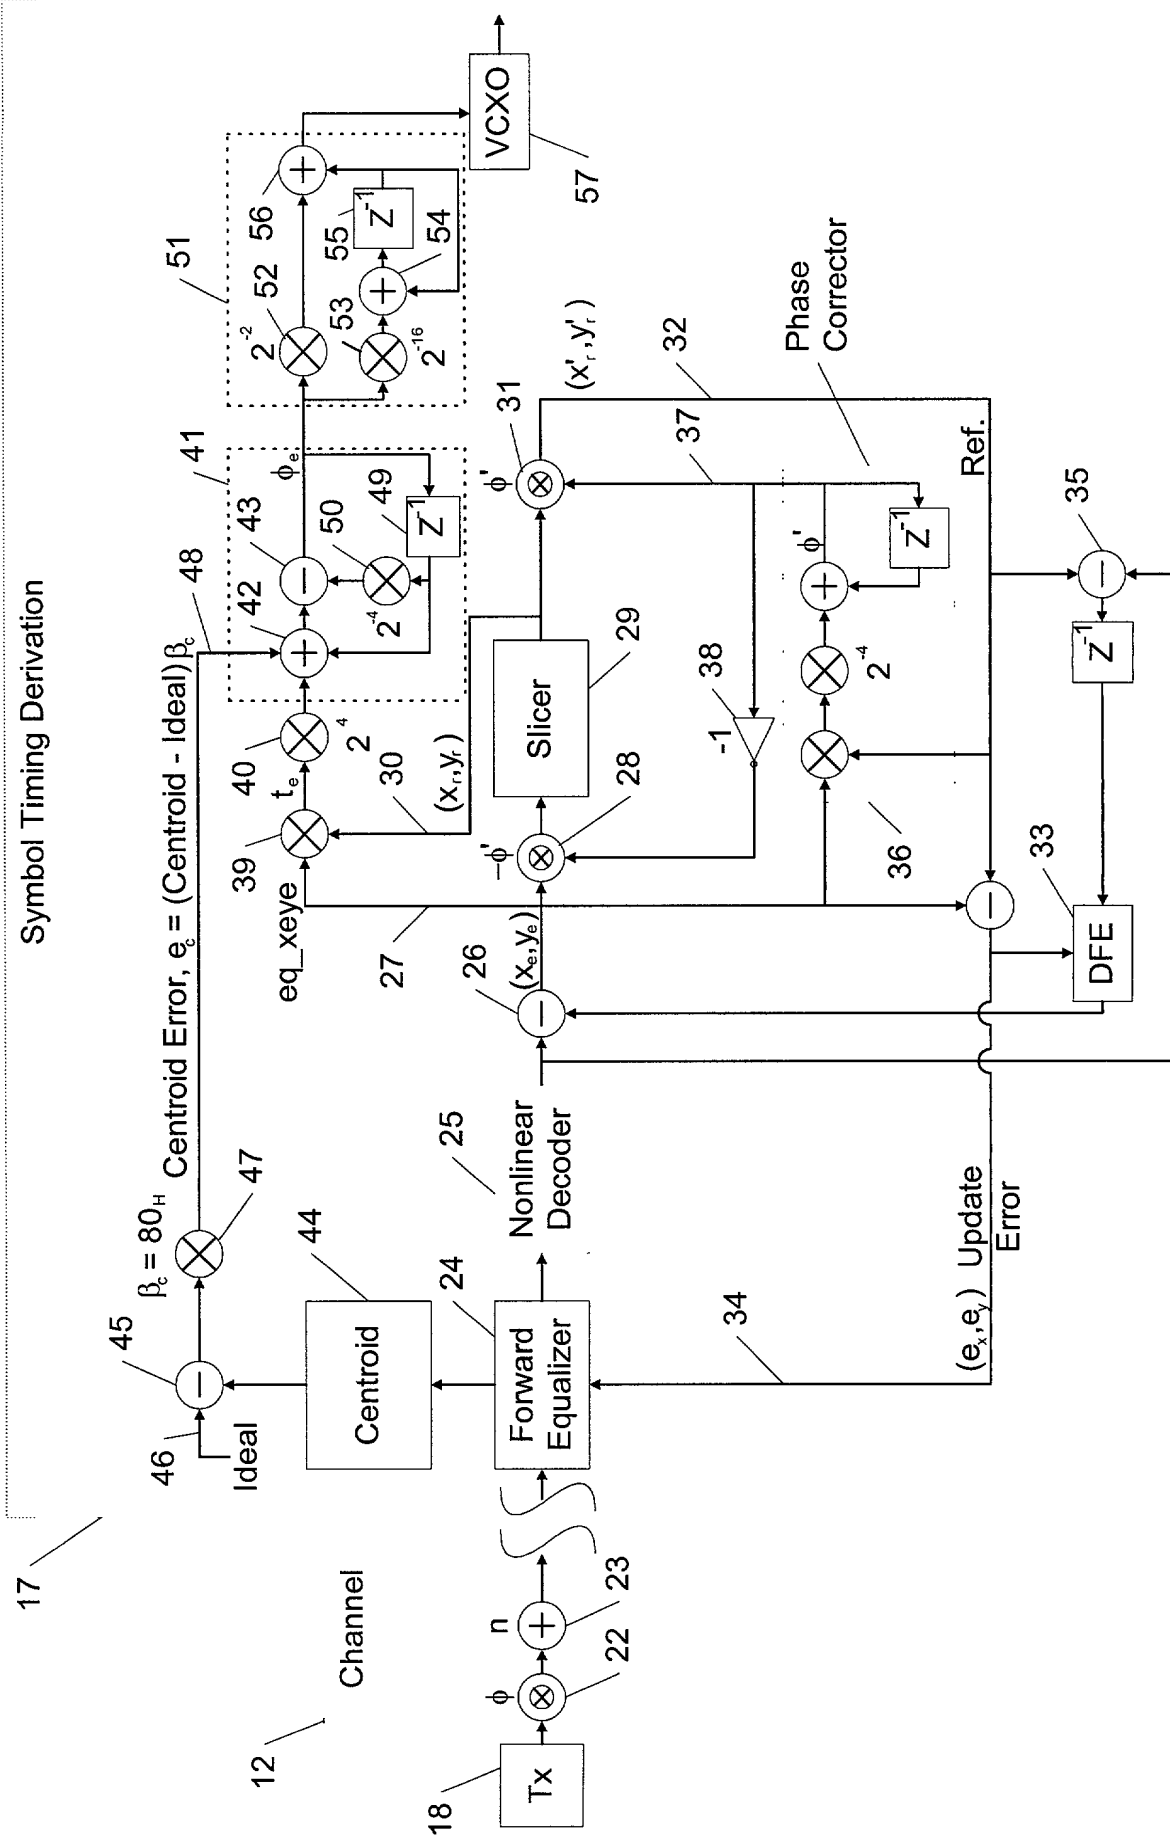 Symbol Timing Derivation
17
12
Channel
18
Tx
ϕ
22
n
23
46
Ideal
45
β_c = 80_H
47
Centroid Error, e_c = (Centroid - Ideal)β_c
48
44
Centroid
24
Forward
Equalizer
34
(e_x,e_y) Update
Error
25
Nonlinear
Decoder
26
(x_e,y_e)
27
eq_xeye
39
t_e
40
2^4
41
42
43
ϕ_e
2^-4
50
49
Z^-1
51
2^-2
52
56
53
2^-16
55
Z^-1
54
VCXO
57
30
(x_r,y_r)
-ϕ'
28
Slicer
29
ϕ'
31
(x'_r,y'_r)
32
37
-1
38
36
2^-4
ϕ'
Z^-1
Phase
Corrector
Ref.
35
Z^-1
33
DFE